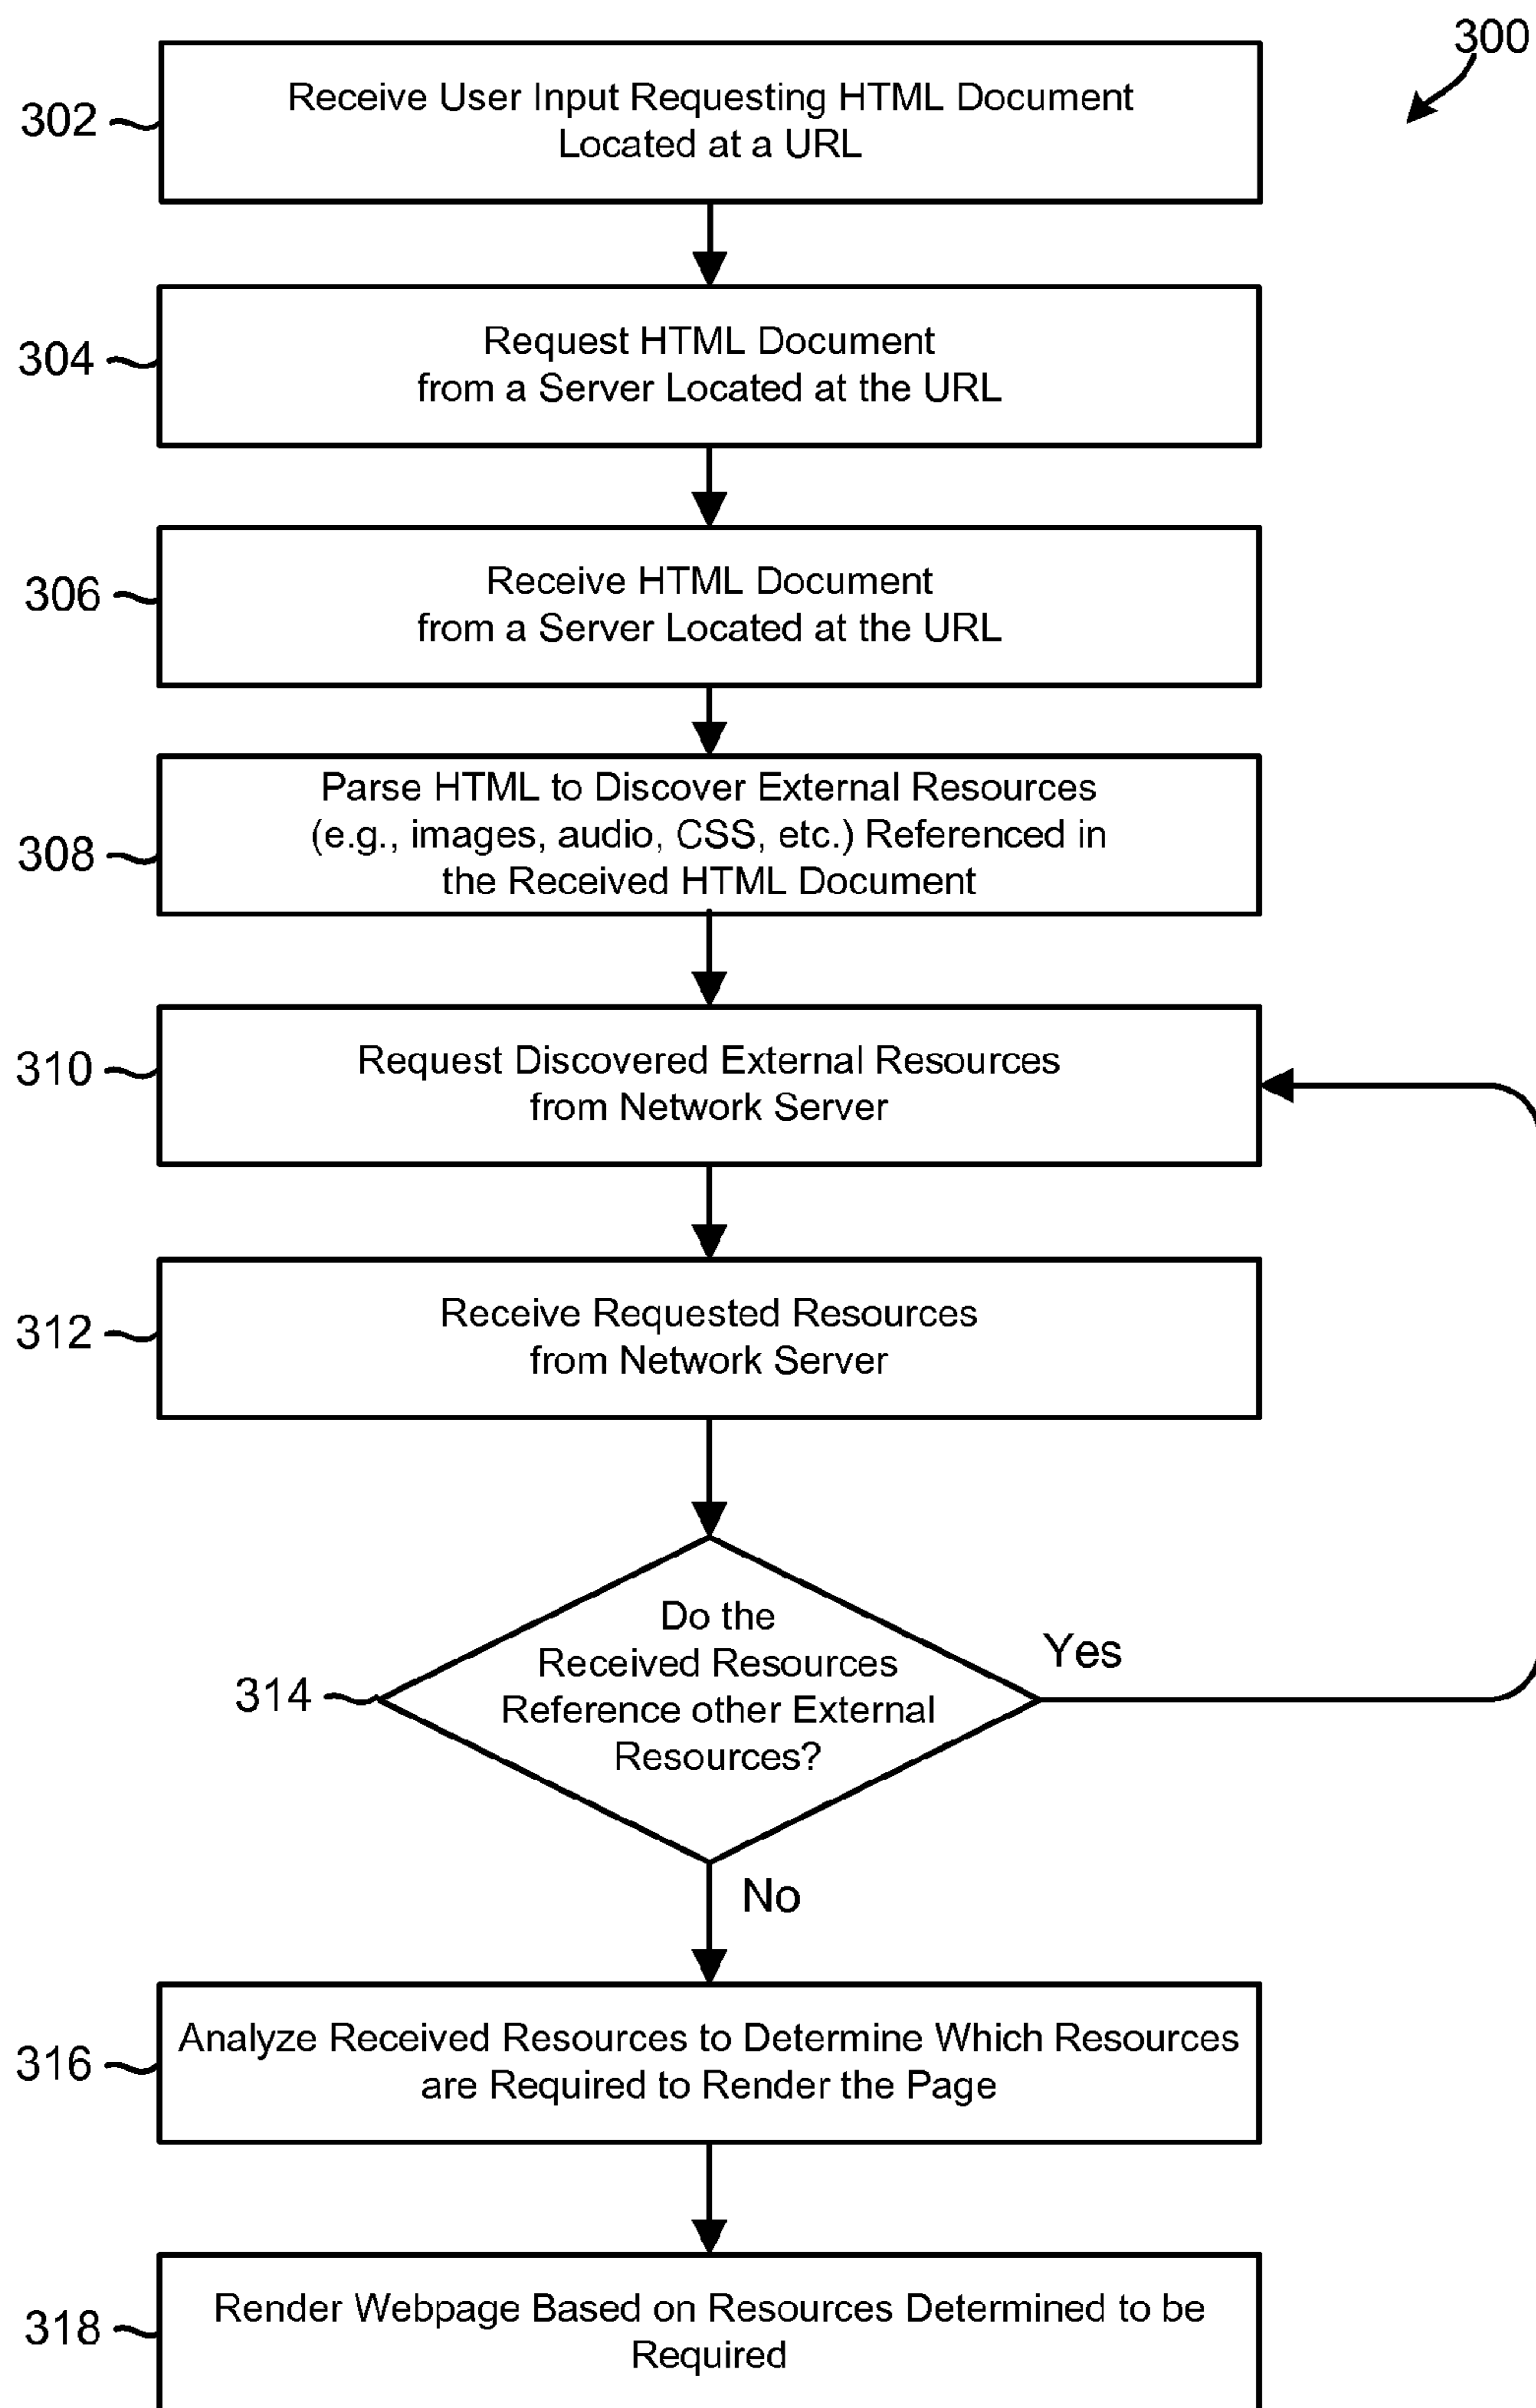 300
302
Receive User Input Requesting HTML Document
Located at a URL
304
Request HTML Document
from a Server Located at the URL
306
Receive HTML Document
from a Server Located at the URL
308
Parse HTML to Discover External Resources
(e.g., images, audio, CSS, etc.) Referenced in
the Received HTML Document
310
Request Discovered External Resources
from Network Server
312
Receive Requested Resources
from Network Server
314
Do the
Received Resources
Reference other External
Resources?
Yes
No
316
Analyze Received Resources to Determine Which Resources
are Required to Render the Page
318
Render Webpage Based on Resources Determined to be
Required